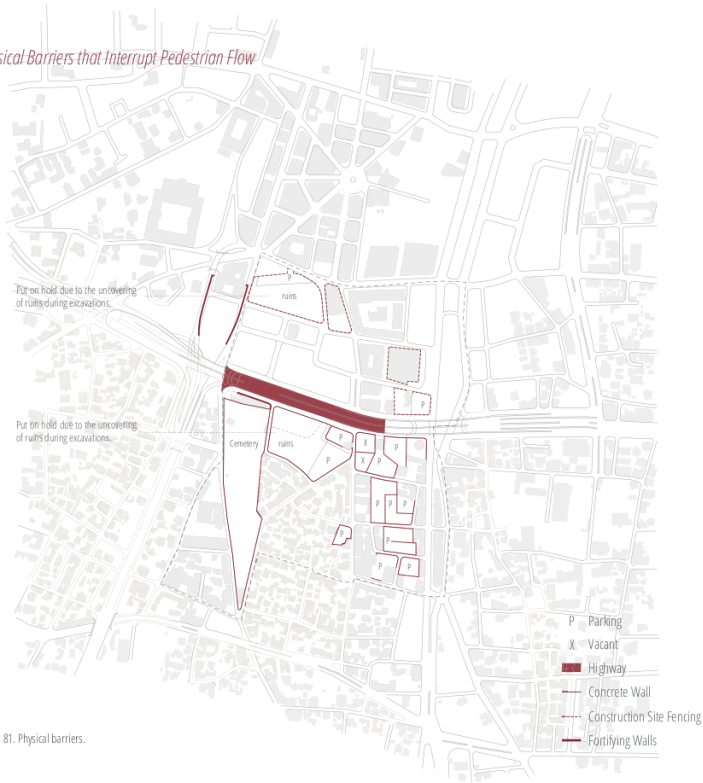 sical Barriers that Interrupt Pedestrian Flow
P
ruins
Put on hold due to the uncovering
of ruins during excavations.
P
Put on hold due to the uncovering
of ruins during excavations.
Cemetery
ruins
P
X
P
P
X
P
P
P
P
P
P
P
P
P Parking
X Vacant
Highway
Concrete Wall
Construction Site Fencing
Fortifying Walls
81. Physical barriers.